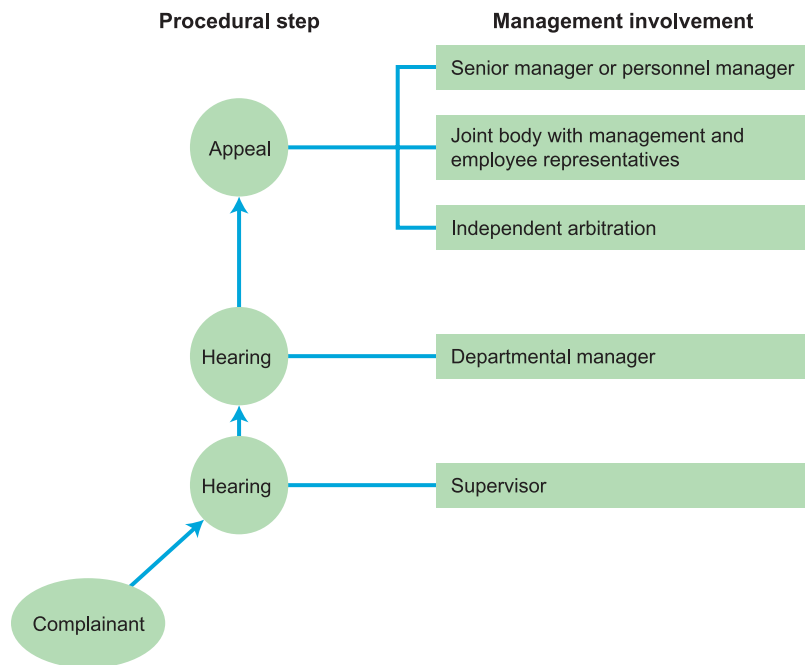 Procedural step
Management involvement
Senior manager or personnel manager
Appeal
Joint body with management and
employee representatives
Independent arbitration
Hearing
Departmental manager
Hearing
Supervisor
Complainant